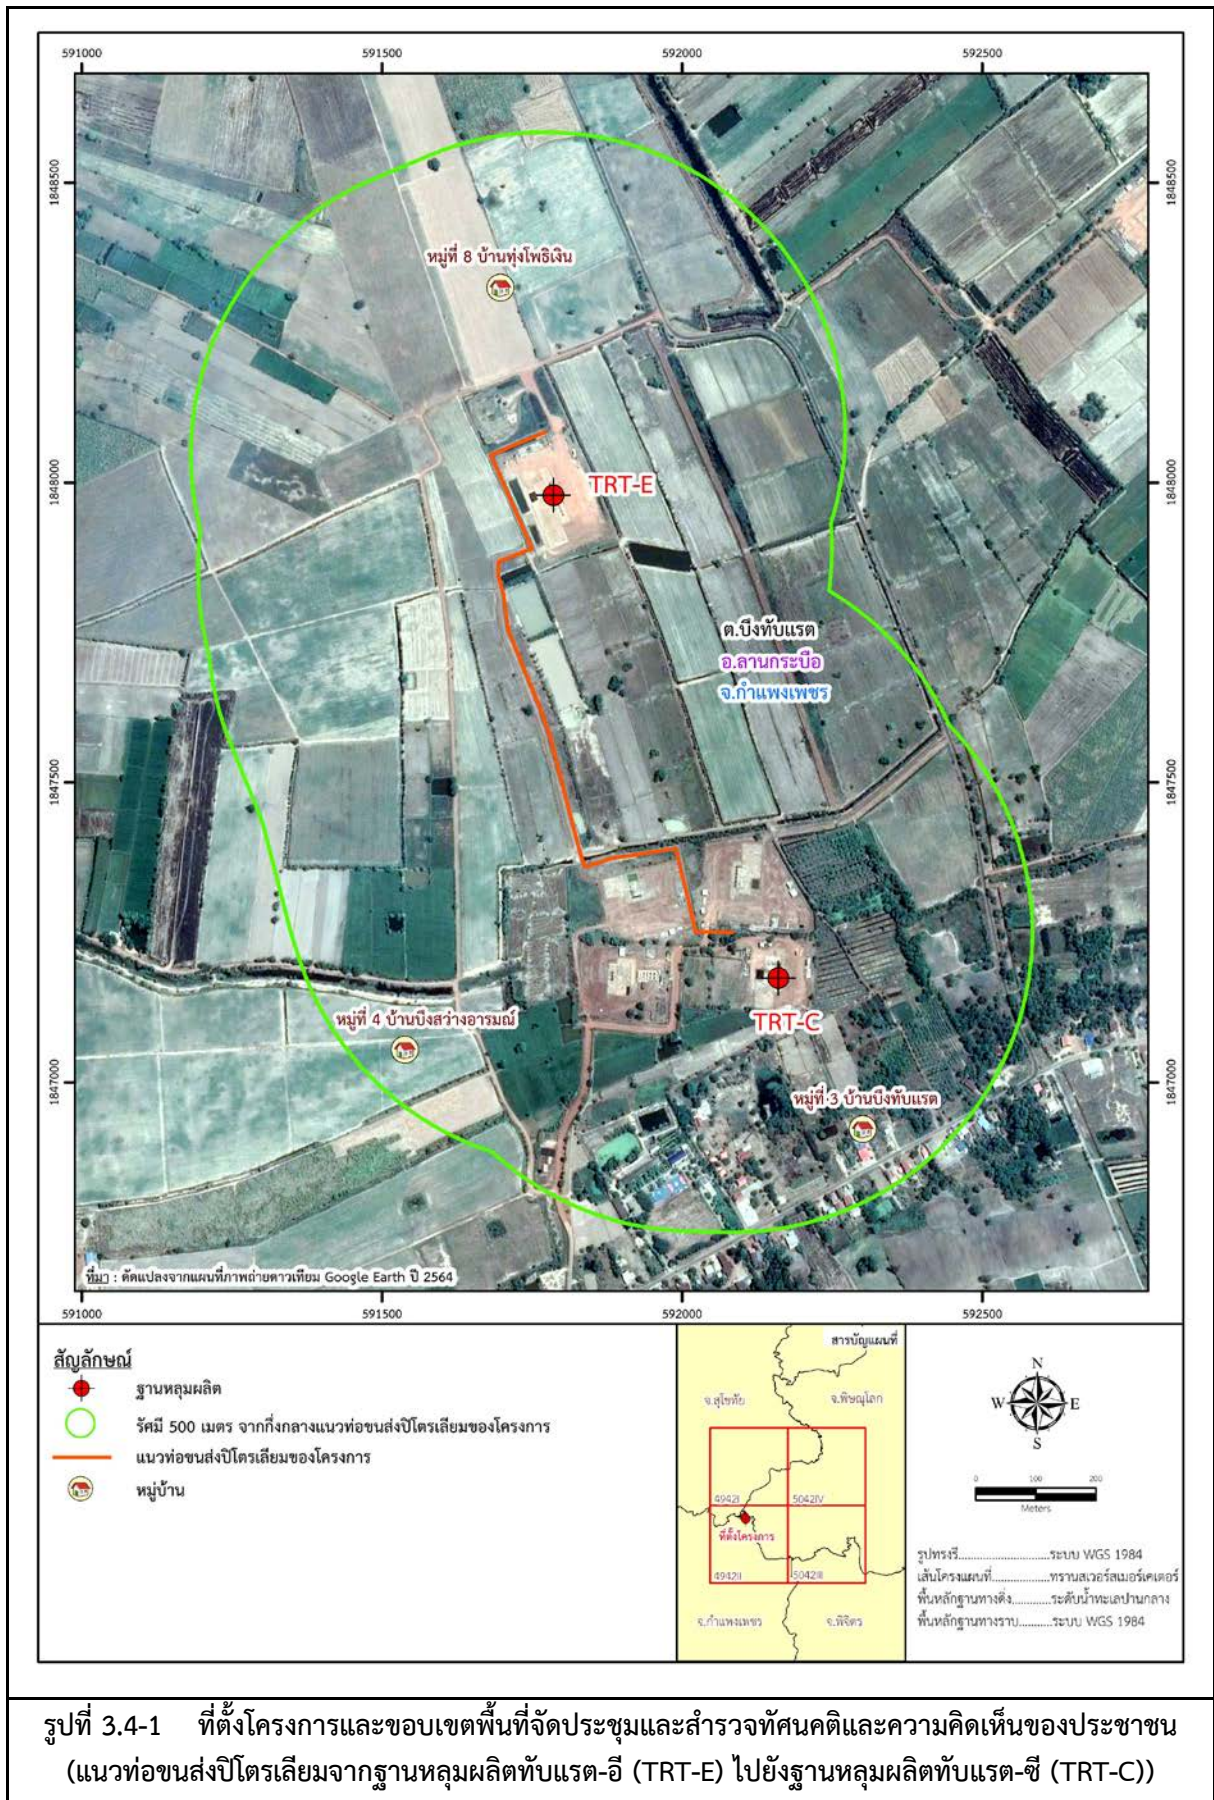 591000 591500 592000 592500
1848500 1848500
หมู่ที่ 8 บ้านทุ่งโพธิเงิน
1848000 1848000
TRT-E
ต.บึงทับแรต
อ.ลานกระบือ
จ.กำแพงเพชร
1847500 1847500
หมู่ที่ 4 บ้านบึงสว่างอารมณ์
TRT-C
1847000 1847000
หมู่ที่ 3 บ้านบึงทับแรต
ที่มา : ดัดแปลงจากแผนที่ภาพถ่ายดาวเทียม Google Earth ปี 2564
591000 591500 592000 592500
สัญลักษณ์
ฐานหลุมผลิต
รัศมี 500 เมตร จากกึ่งกลางแนวท่อขนส่งปิโตรเลียมของโครงการ
แนวท่อขนส่งปิโตรเลียมของโครงการ
หมู่บ้าน
สารบัญแผนที่
จ.สุโขทัย
จ.พิษณุโลก
4942I
5042IV
ที่ตั้งโครงการ
4942II
5042III
จ.กำแพงเพชร
จ.พิจิตร
N
W E
S
0 100 200
Meters
รูปทรงรี............................ระบบ WGS 1984
เส้นโครงแผนที่.................ทรานสเวอร์สเมอร์เคเตอร์
พื้นหลักฐานทางดิ่ง............ระดับน้ำทะเลปานกลาง
พื้นหลักฐานทางราบ..........ระบบ WGS 1984
รูปที่ 3.4-1 ที่ตั้งโครงการและขอบเขตพื้นที่จัดประชุมและสำรวจทัศนคติและความคิดเห็นของประชาชน
(แนวท่อขนส่งปิโตรเลียมจากฐานหลุมผลิตทับแรต-อี (TRT-E) ไปยังฐานหลุมผลิตทับแรต-ซี (TRT-C))